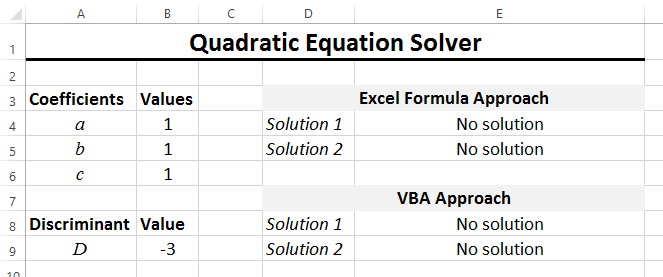 A B C D E
1 Quadratic Equation Solver
2
3 Coefficients Values Excel Formula Approach
4 a 1 Solution 1 No solution
5 b 1 Solution 2 No solution
6 c 1
7 VBA Approach
8 Discriminant Value Solution 1 No solution
9 D -3 Solution 2 No solution
10